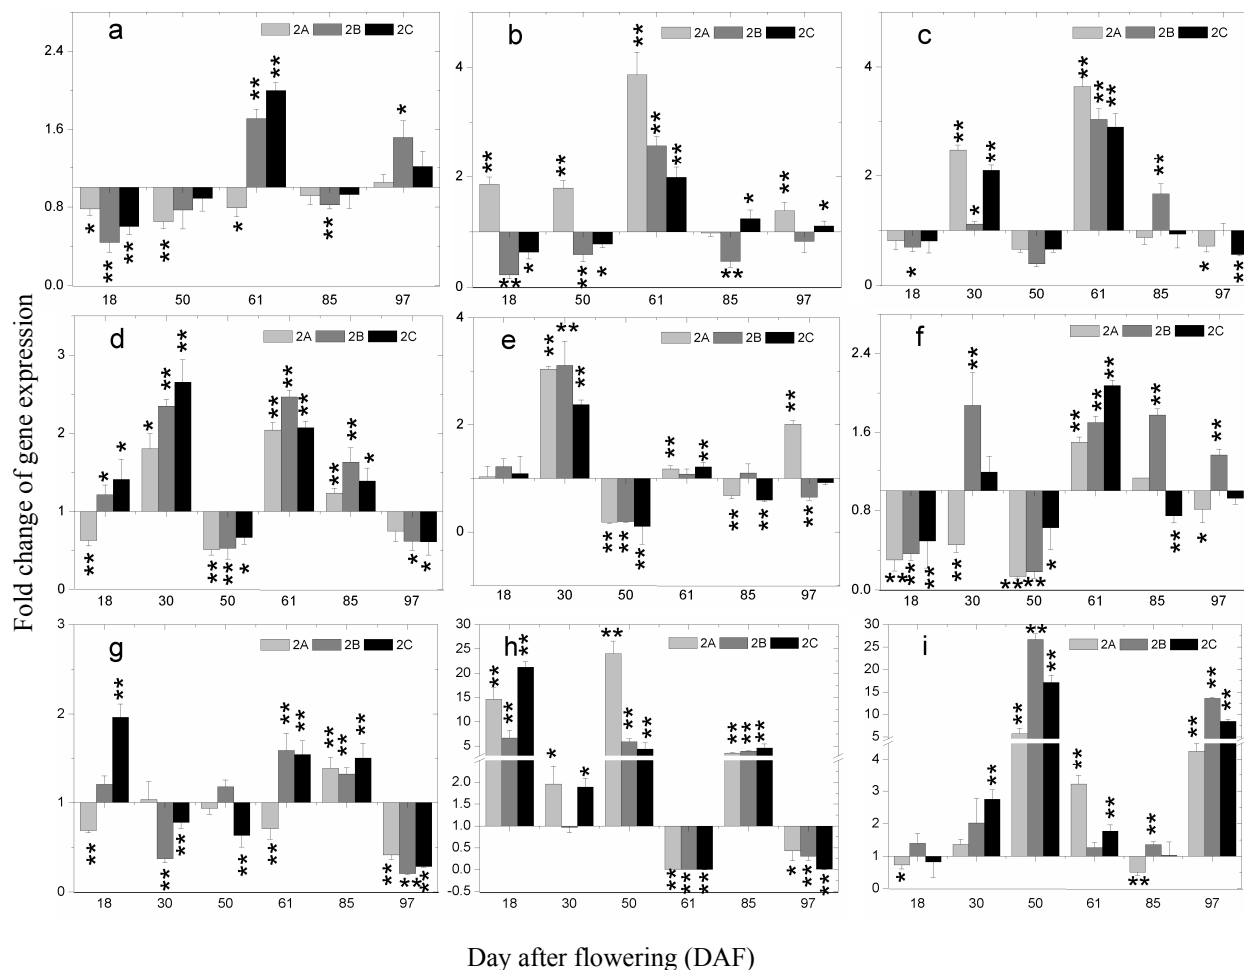 a
2A 2B 2C
2.4
1.6
0.8
0.0
18 50 61 85 97
b
2A 2B 2C
4
2
0
18 50 61 85 97
c
2A 2B 2C
4
2
0
18 30 50 61 85 97
d
2A 2B 2C
3
2
1
0
18 30 50 61 85 97
e
2A 2B 2C
4
2
0
18 30 50 61 85 97
f
2A 2B 2C
2.4
1.6
0.8
0.0
18 30 50 61 85 97
g
2A 2B 2C
3
2
1
0
18 30 50 61 85 97
h
2A 2B 2C
30
25
20
15
10
5
2.0
1.5
1.0
0.5
0.0
-0.5
18 30 50 61 85 97
i
2A 2B 2C
30
25
20
15
10
5
4
3
2
1
0
18 30 50 61 85 97
Fold change of gene expression
Day after flowering (DAF)